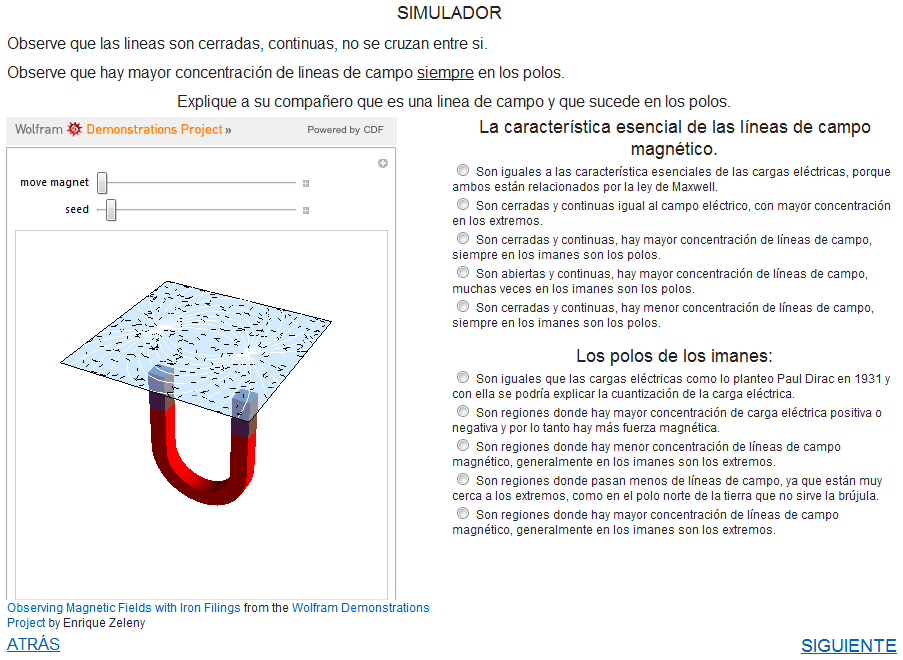 SIMULADOR
Observe que las lineas son cerradas, continuas, no se cruzan entre si.
Observe que hay mayor concentración de lineas de campo siempre en los polos.
Explique a su compañero que es una linea de campo y que sucede en los polos.
Wolfram Demonstrations Project »
Powered by CDF
move magnet
seed
Observing Magnetic Fields with Iron Filings from the Wolfram Demonstrations
Project by Enrique Zeleny
La característica esencial de las líneas de campo
magnético.
Son iguales a las característica esenciales de las cargas eléctricas, porque
ambos están relacionados por la ley de Maxwell.
Son cerradas y continuas igual al campo eléctrico, con mayor concentración
en los extremos.
Son cerradas y continuas, hay mayor concentración de líneas de campo,
siempre en los imanes son los polos.
Son abiertas y continuas, hay mayor concentración de líneas de campo,
muchas veces en los imanes son los polos.
Son cerradas y continuas, hay menor concentración de líneas de campo,
siempre en los imanes son los polos.
Los polos de los imanes:
Son iguales que las cargas eléctricas como lo planteo Paul Dirac en 1931 y
con ella se podría explicar la cuantización de la carga eléctrica.
Son regiones donde hay mayor concentración de carga eléctrica positiva o
negativa y por lo tanto hay más fuerza magnética.
Son regiones donde hay menor concentración de líneas de campo
magnético, generalmente en los imanes son los extremos.
Son regiones donde pasan menos de líneas de campo, ya que están muy
cerca a los extremos, como en el polo norte de la tierra que no sirve la brújula.
Son regiones donde hay mayor concentración de líneas de campo
magnético, generalmente en los imanes son los extremos.
ATRÁS
SIGUIENTE